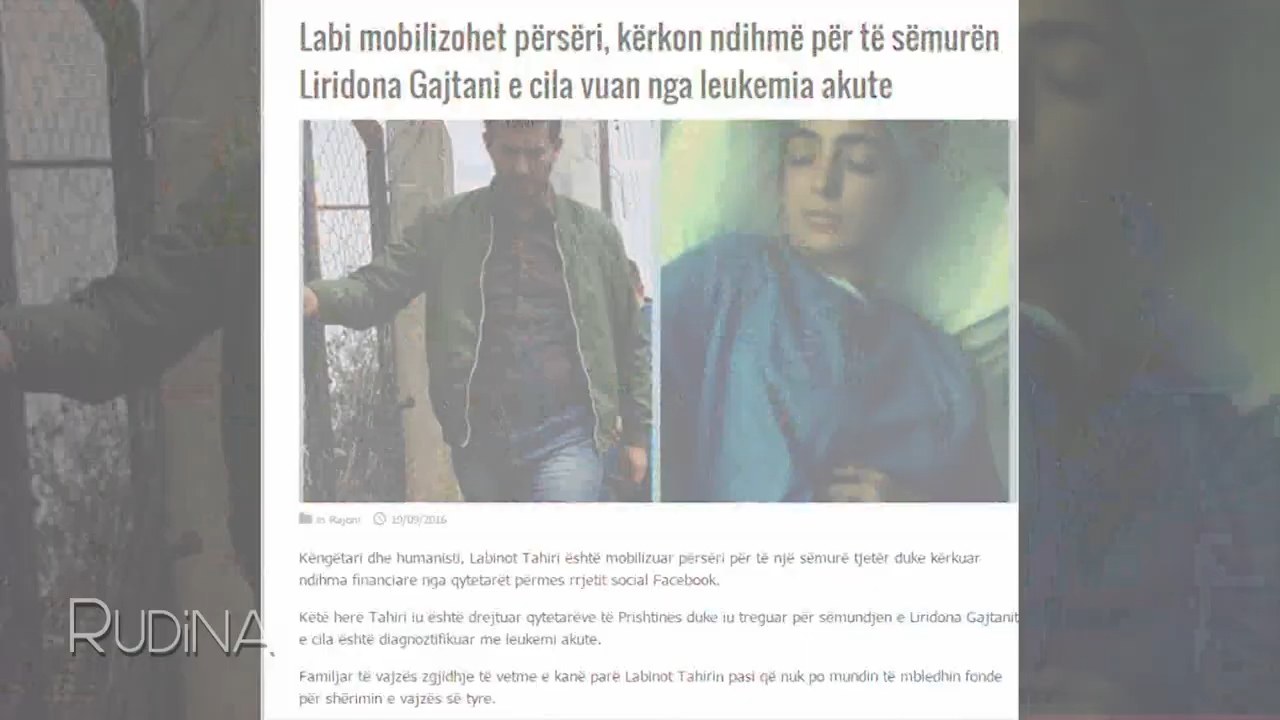 Labi mobilizohet përsëri, kërkon ndihmë për të sëmurën
Liridona Gajtani e cila vuan nga leukemia akute
in Rajoni 19/09/2016
Këngëtari dhe humanisti, Labinot Tahiri është mobilizuar përsëri për të një sëmurë tjetër duke kërkuar
ndihma financiare nga qytetarët përmes rrjetit social Facebook.
Këtë herë Tahiri iu është drejtuar qytetarëve të Prishtinës duke iu treguar për sëmundjen e Liridona Gajtanit
e cila është diagnoztifikuar me leukemi akute.
Familjar të vajzës zgjidhje të vetme e kanë parë Labinot Tahirin pasi që nuk po mundin të mbledhin fonde
për shërimin e vajzës së tyre.
RUDiNA